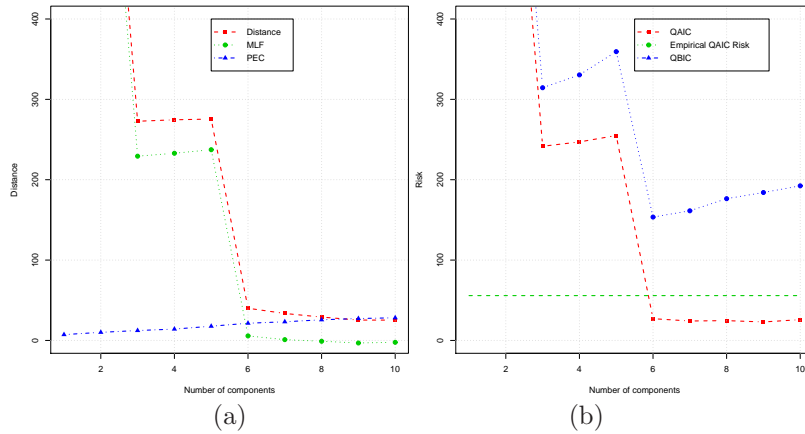 400
300
200
100
0
Distance
Distance
MLF
PEC
2
4
6
8
10
Number of components
(a)
400
300
200
100
0
Risk
QAIC
Empirical QAIC Risk
QBIC
2
4
6
8
10
Number of components
(b)